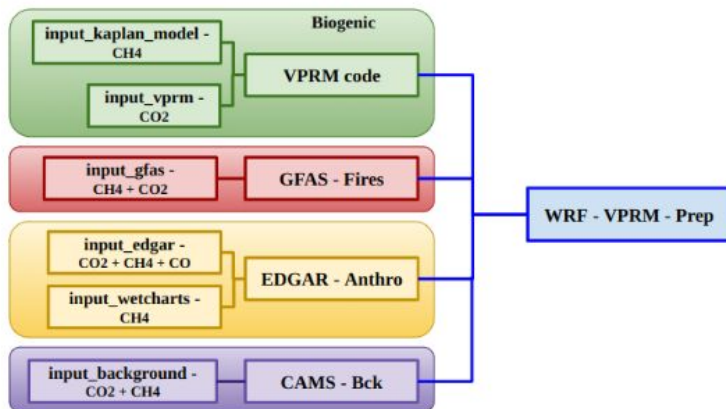 Biogenic
input_kaplan_model -
CH4
VPRM code
input_vprm -
CO2
input_gfas -
CH4 + CO2
GFAS - Fires
WRF - VPRM - Prep
input_edgar -
CO2 + CH4 + CO
EDGAR - Anthro
input_wetcharts -
CH4
input_background -
CO2 + CH4
CAMS - Bck